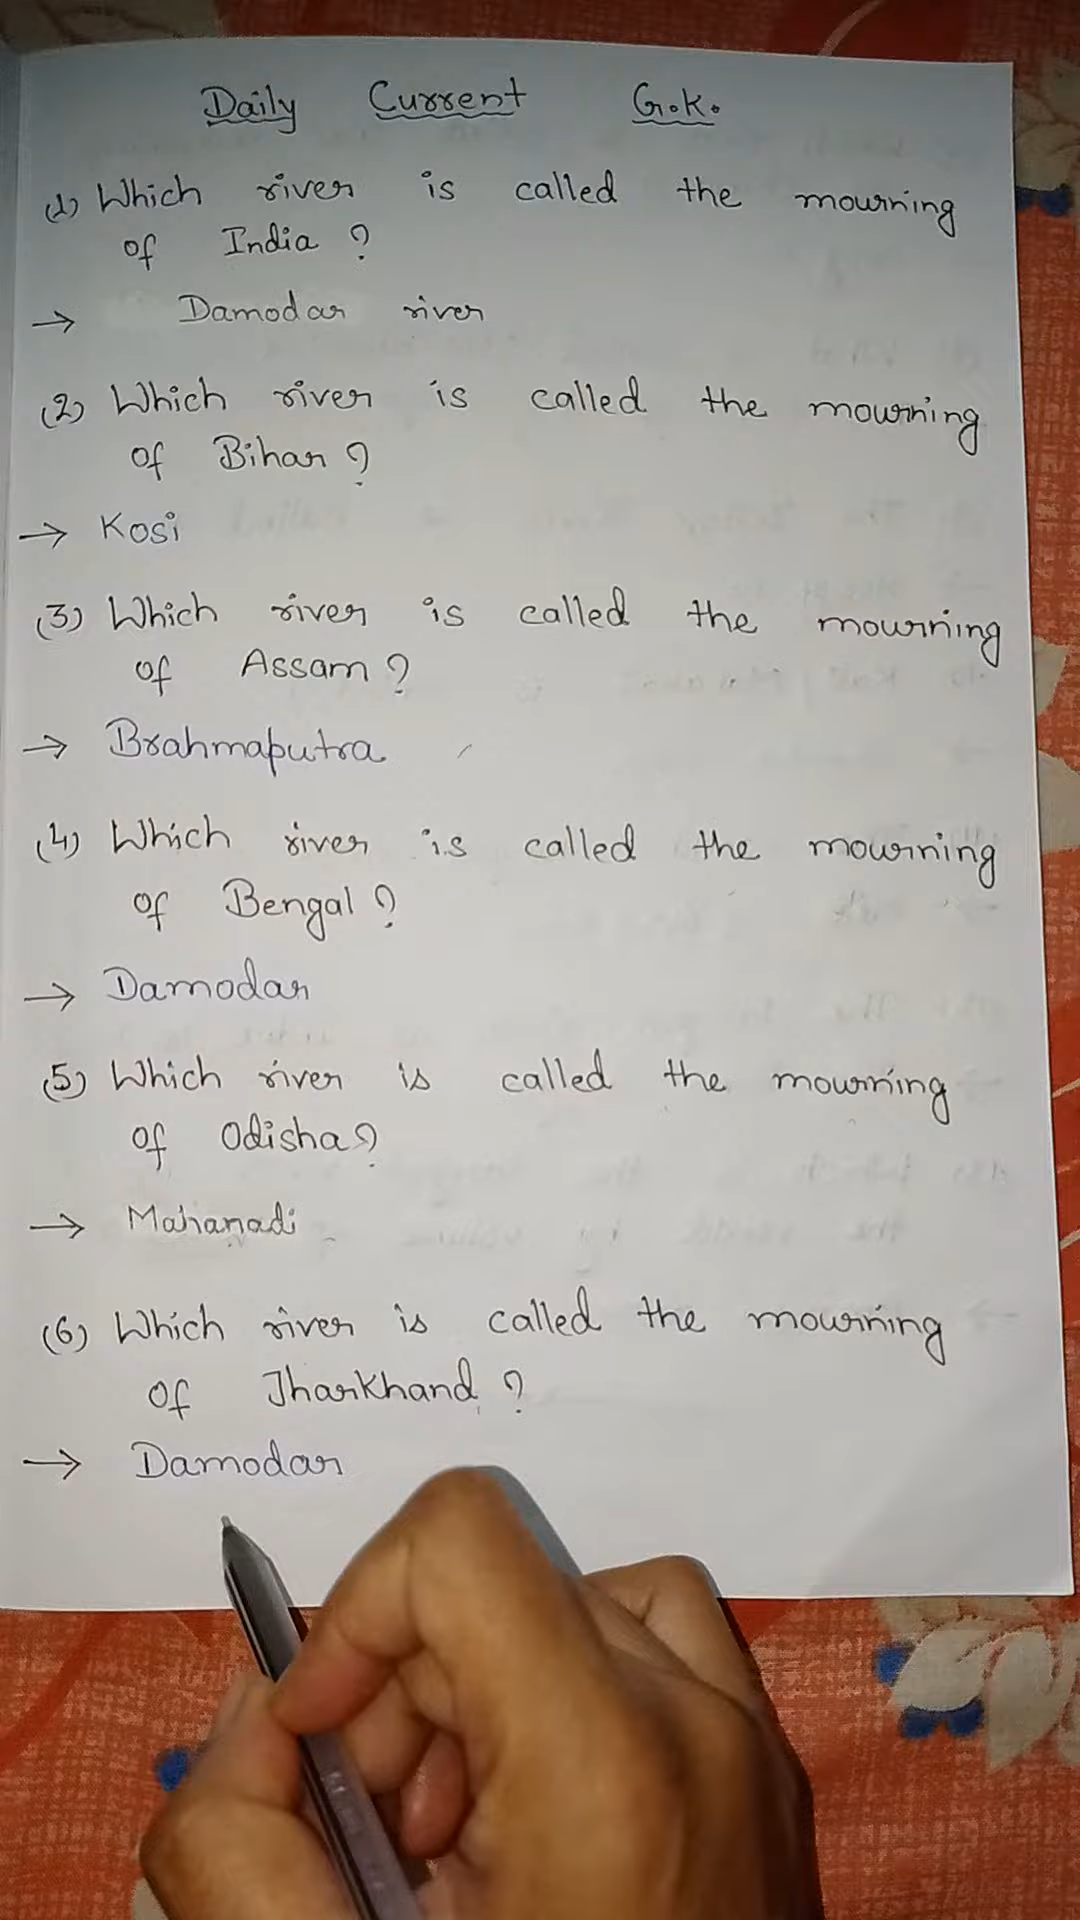 Daily Current G.K.
(1) Which river is called the mourning
of India ?
→ Damodar river
(2) Which river is called the mourning
of Bihar ?
→ Kosi
(3) Which river is called the mourning
of Assam ?
→ Brahmaputra
(4) Which river is called the mourning
of Bengal ?
→ Damodar
(5) Which river is called the mourning
of Odisha ?
→ Mahanadi
(6) Which river is called the mourning
of Jharkhand ?
→ Damodar